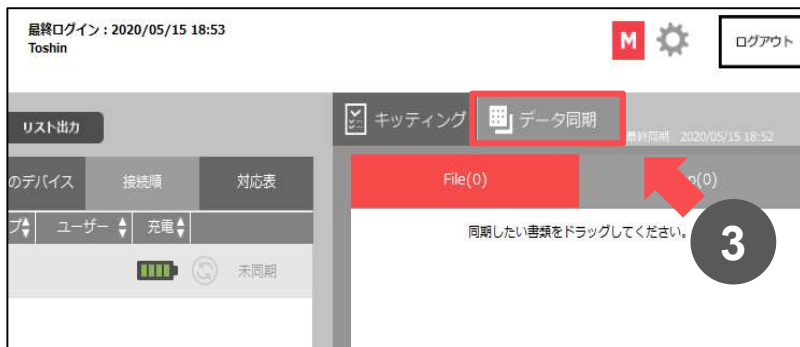 最終ログイン：2020/05/15 18:53
Toshin
M
ログアウト
リスト出力
キッティング
データ同期
最終同期 2020/05/15 18:52
のデバイス
接続順
対応表
File(0)
p(0)
プ
ユーザー
充電
同期したい書類をドラッグしてください。
未同期
3